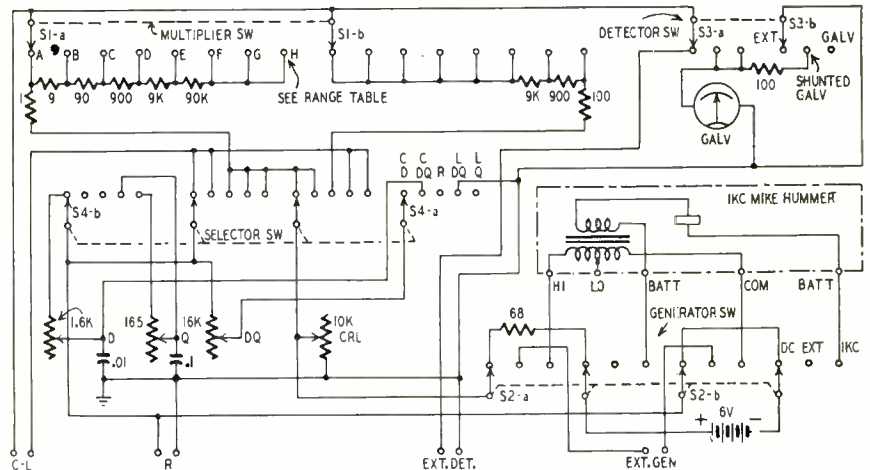 S1-a
MULTIPLIER SW
S1-b
DETECTOR SW
S3-a
S3-b
EXT
GALV
A B C D E F G H
SEE RANGE TABLE
1 9 90 900 9K 90K
9K 900 100
100
SHUNTED
GALV
GALV
C C L L
D DQ R DQ Q
S4-b
SELECTOR SW
S4-a
1KC MIKE HUMMER
HI LO BATT COM BATT
1.6K
165
16K
10K
CRL
D Q DQ
.01
.1
68
GENERATOR SW
DC EXT 1KC
S2-a
S2-b
+ 6V −
C-L R EXT. DET. EXT. GEN